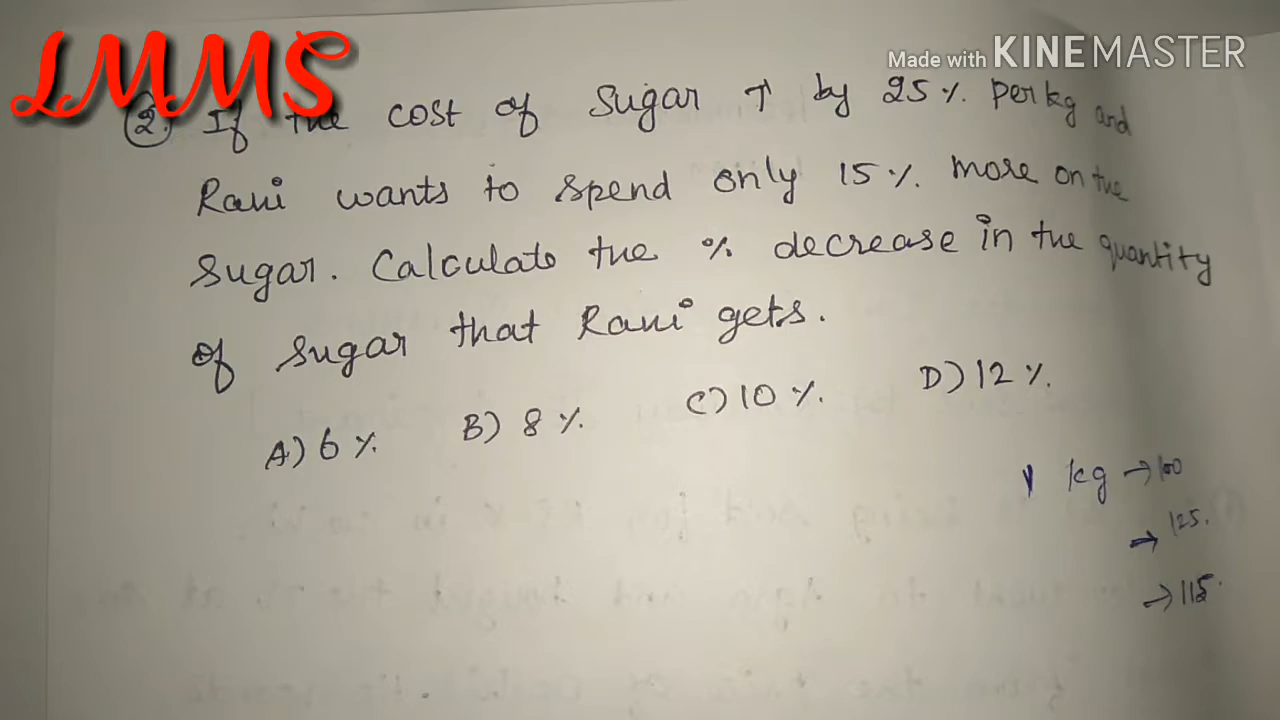 LMMS
Made with KINEMASTER
② If the cost of Sugar ↑ by 25 %. Per kg and
Rani wants to spend only 15 %. more on the
Sugar. Calculate the % decrease in the quantity
of sugar that Rani gets.
A) 6 %. B) 8 %. C) 10 %. D) 12 %.
1 kg → 100
→ 125.
→ 115.